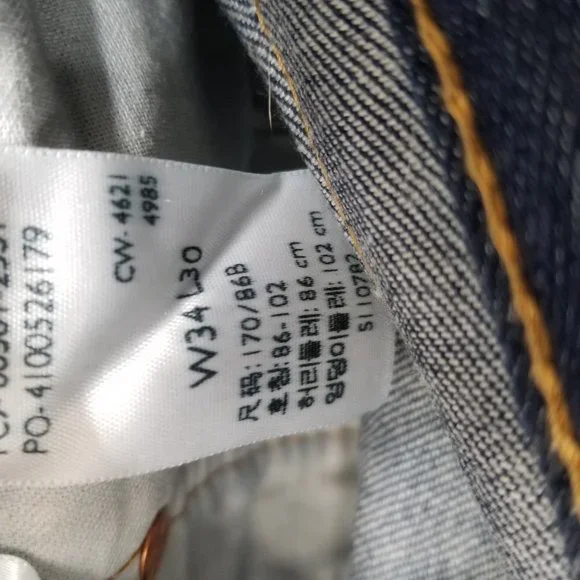 CW- 4621
4985
PO-4100526179
W34 L30
尺码: 170/86B
호칭: 86-102
허리둘레: 86 cm
엉덩이둘레: 102 cm
S110782